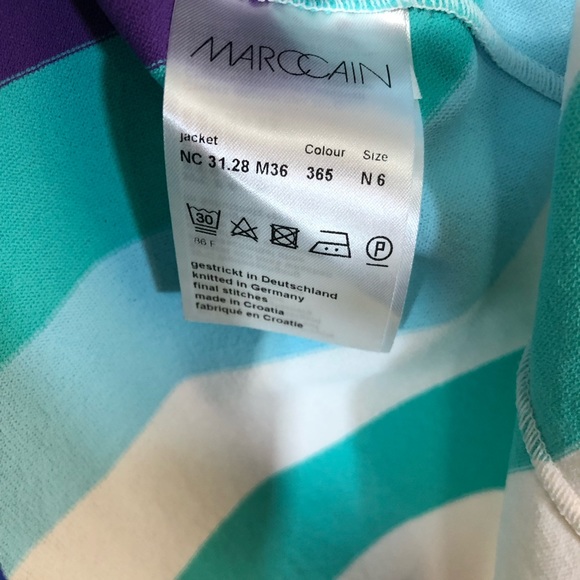 MARCCAIN
jacket Colour Size
NC 31.28 M36 365 N 6
30 P
86 F
gestrickt in Deutschland
knitted in Germany
final stitches
made in Croatia
fabriqué en Croatie